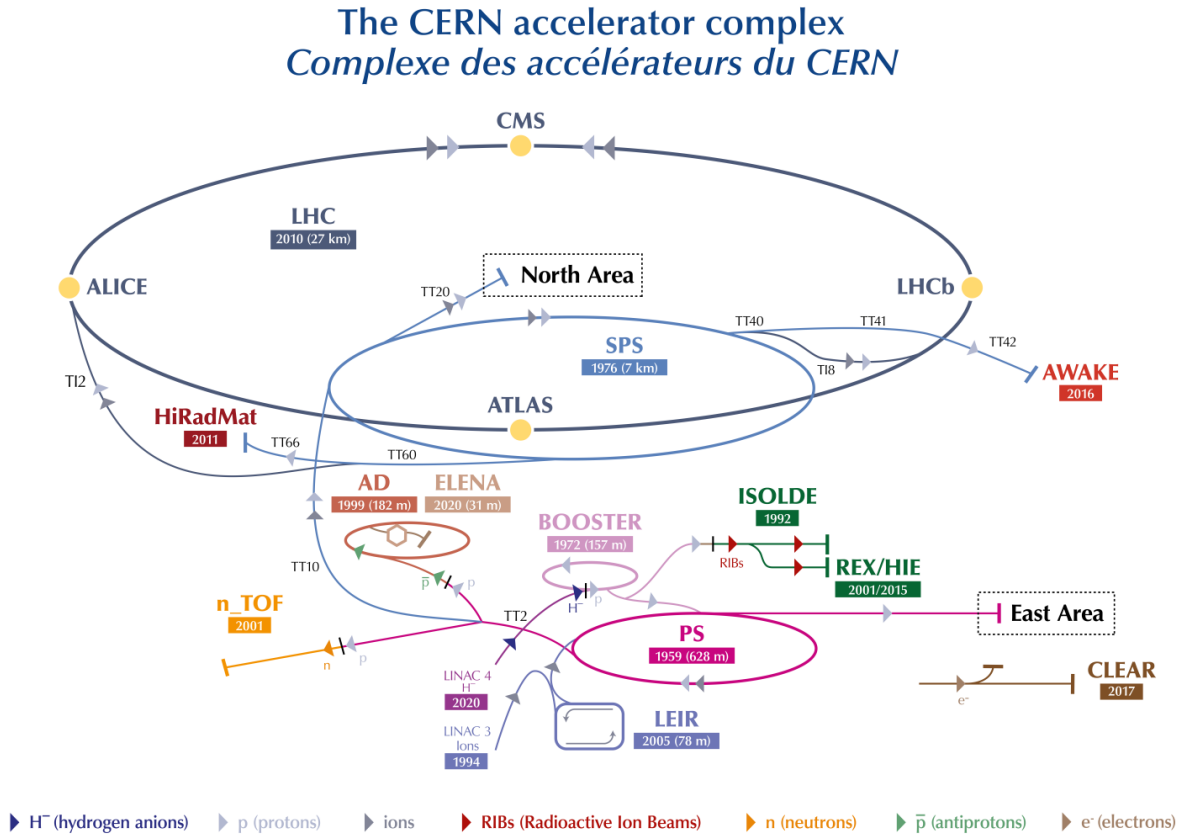 The CERN accelerator complex
Complexe des accélérateurs du CERN
CMS
LHC
2010 (27 km)
ALICE
TT20
North Area
LHCb
TT40
TT41
SPS
1976 (7 km)
TT42
TI8
AWAKE
2016
TI2
ATLAS
HiRadMat
2011
TT66
TT60
AD
1999 (182 m)
ELENA
2020 (31 m)
ISOLDE
1992
BOOSTER
1972 (157 m)
RIBs
REX/HIE
2001/2015
TT10
p̅
p
H⁻
p
n_TOF
2001
TT2
East Area
PS
1959 (628 m)
n
p
LINAC 4
H⁻
2020
CLEAR
2017
e⁻
LINAC 3
Ions
1994
LEIR
2005 (78 m)
H⁻ (hydrogen anions)
p (protons)
ions
RIBs (Radioactive Ion Beams)
n (neutrons)
p̅ (antiprotons)
e⁻ (electrons)